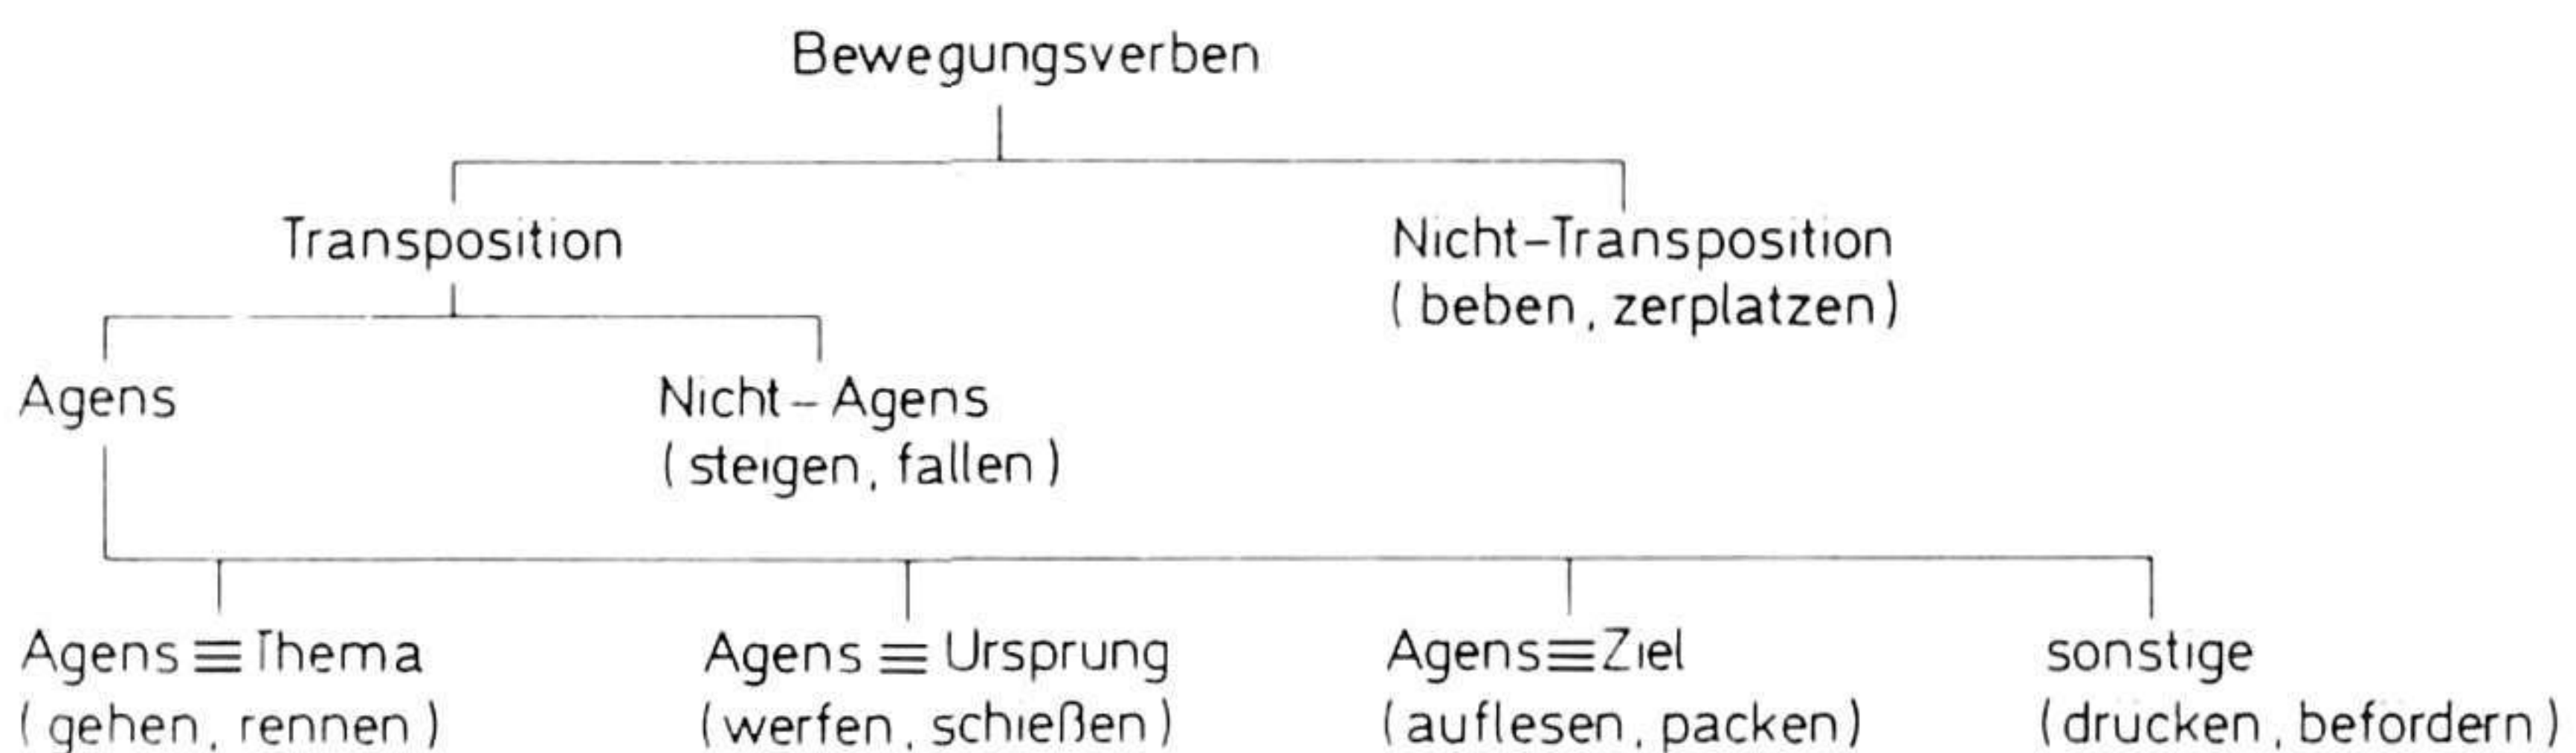 Bewegungsverben
Transposition
Nicht-Transposition
(beben, zerplatzen)
Agens
Nicht-Agens
(steigen, fallen)
Agens ≡ Thema
(gehen, rennen)
Agens ≡ Ursprung
(werfen, schießen)
Agens≡Ziel
(auflesen, packen)
sonstige
(drucken, befordern)